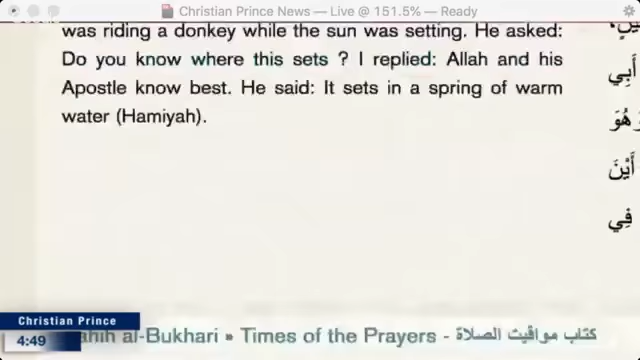 Christian Prince News — Live @ 151.5% — Ready
was riding a donkey while the sun was setting. He asked:
Do you know where this sets ? I replied: Allah and his
Apostle know best. He said: It sets in a spring of warm
water (Hamiyah).
أَبِي
وَهُوَ
أَيْنَ
فِي
Christian Prince
4:49
ahih al-Bukhari » Times of the Prayers - كتاب مواقيت الصلاة